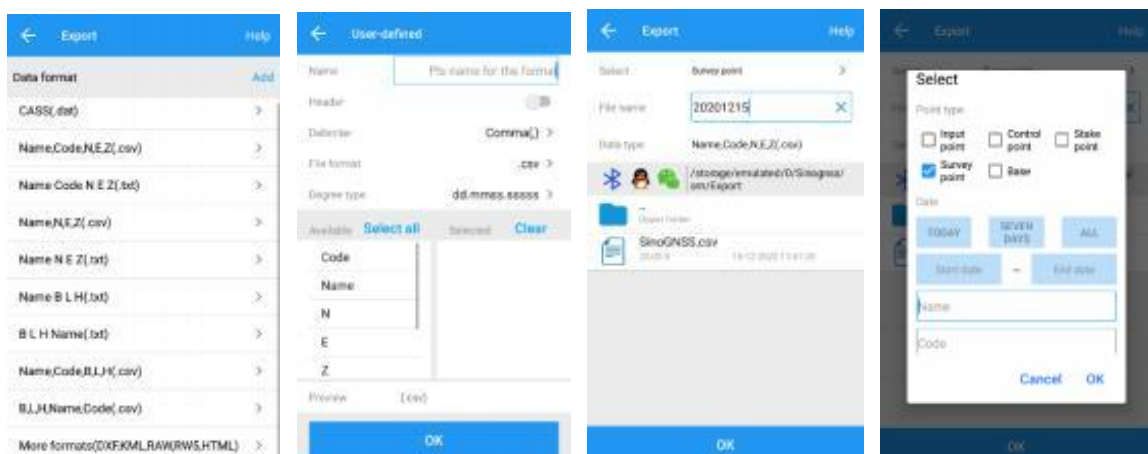 Export Help
Data format Add
CASS(.dat)
Name,Code,N,E,Z(.csv)
Name Code N E Z(.txt)
Name,N,E,Z(.csv)
Name N E Z(.txt)
Name B L H(.txt)
B L H Name(.txt)
Name,Code,B,L,H(.csv)
B,L,H,Name,Code(.csv)
More formats(DXF,KML,RAW,RW5,HTML)
User-defined
Name Pls name for the format
Header
Delimiter Comma(,)
File format .csv
Degree type dd.mmss.sssss
Available Select all Selected Clear
Code
Name
N
E
Z
Preview (.csv)
OK
Export Help
Select Survey point
File name 20201215
Data type Name,Code,N,E,Z(.csv)
/storage/emulated/0/Sinognss/
Export
..
Upper folder
SinoGNSS.csv
OK
Export Help
Select
Point type
Input point
Control point
Stake point
Survey point
Base
Date
TODAY
SEVEN DAYS
ALL
Start date ~ End date
Name
Code
Cancel OK
OK